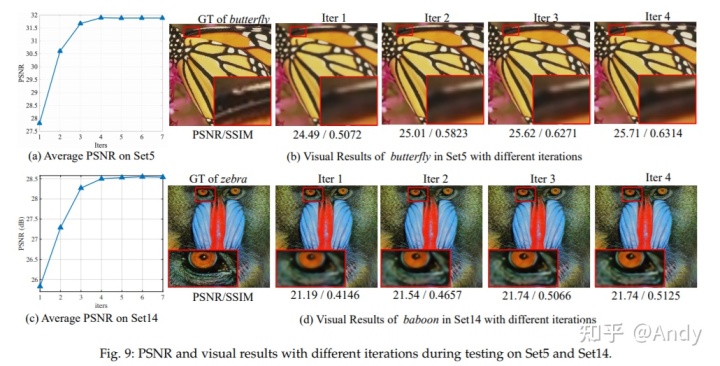 32
31.5
31
30.5
30
29.5
29
28.5
28
27.5
PSNR
1 2 3 4 5 6 7
Iters
(a) Average PSNR on Set5
GT of butterfly Iter 1 Iter 2 Iter 3 Iter 4
PSNR/SSIM 24.49 / 0.5072 25.01 / 0.5823 25.62 / 0.6271 25.71 / 0.6314
(b) Visual Results of butterfly in Set5 with different iterations
28.5
28
27.5
27
26.5
26
PSNR (dB)
1 2 3 4 5 6 7
iters
(c) Average PSNR on Set14
GT of zebra Iter 1 Iter 2 Iter 3 Iter 4
PSNR/SSIM 21.19 / 0.4146 21.54 / 0.4657 21.74 / 0.5066 21.74 / 0.5125
(d) Visual Results of baboon in Set14 with different iterations
知乎 @Andy
Fig. 9: PSNR and visual results with different iterations during testing on Set5 and Set14.